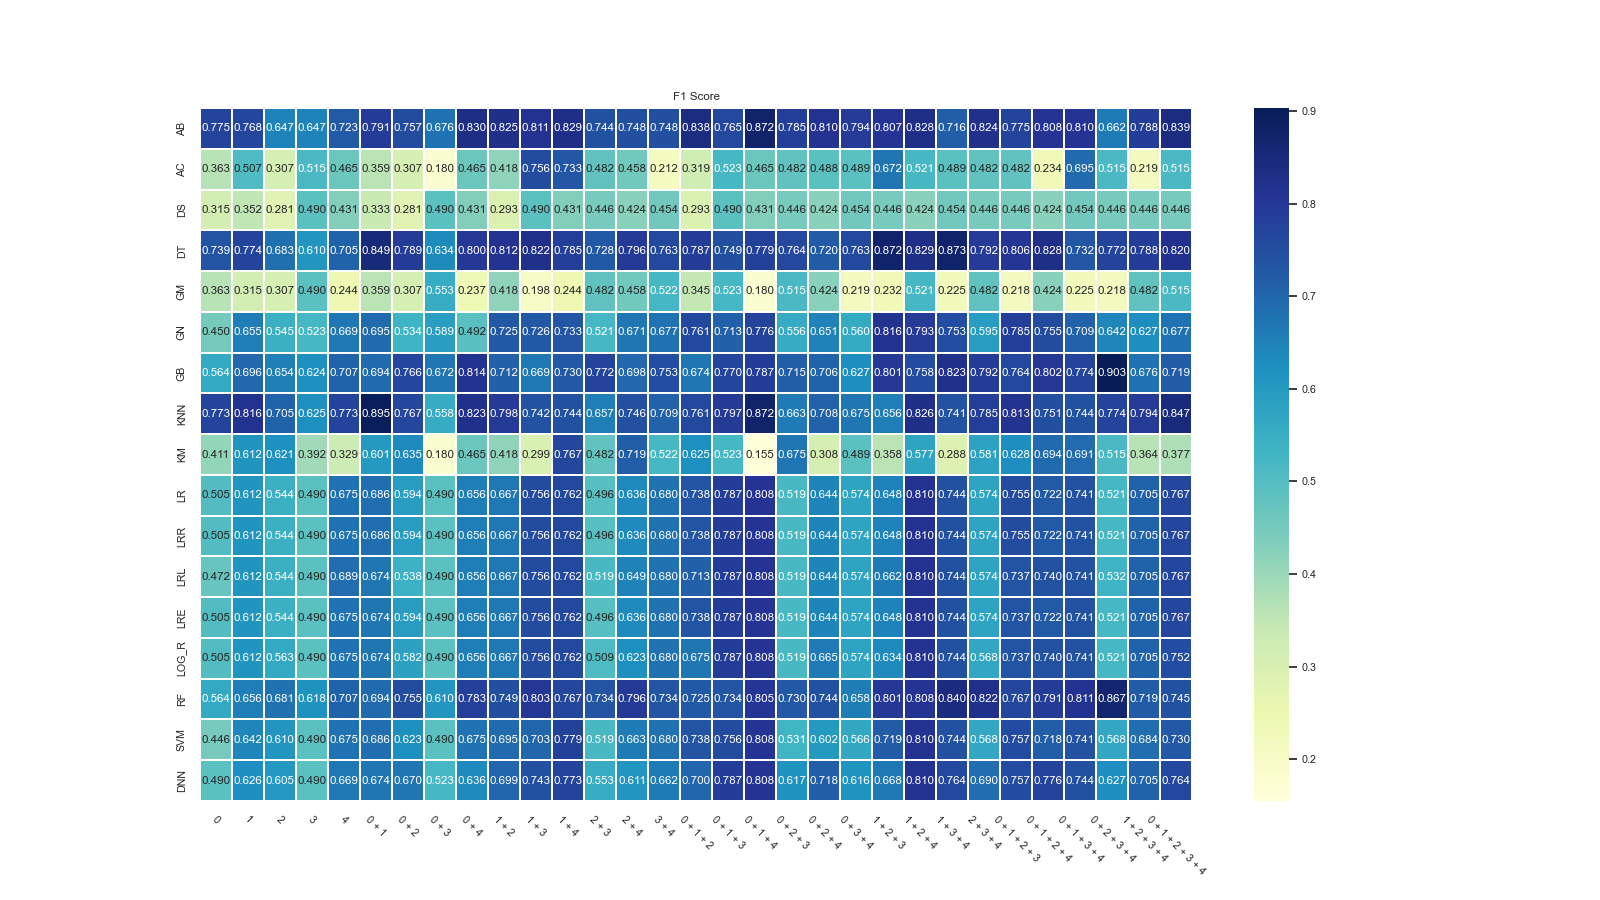 F1 Score
AB 0.775 0.768 0.647 0.647 0.723 0.791 0.757 0.676 0.830 0.825 0.811 0.829 0.744 0.748 0.748 0.838 0.765 0.872 0.785 0.810 0.794 0.807 0.828 0.716 0.824 0.775 0.808 0.810 0.662 0.788 0.839
AC 0.363 0.507 0.307 0.515 0.465 0.359 0.307 0.180 0.465 0.418 0.756 0.733 0.482 0.458 0.212 0.319 0.523 0.465 0.482 0.488 0.489 0.672 0.521 0.489 0.482 0.482 0.234 0.695 0.515 0.219 0.515
DS 0.315 0.352 0.281 0.490 0.431 0.333 0.281 0.490 0.431 0.293 0.490 0.431 0.446 0.424 0.454 0.293 0.490 0.431 0.446 0.424 0.454 0.446 0.424 0.454 0.446 0.446 0.424 0.454 0.446 0.446 0.446
DT 0.739 0.774 0.683 0.610 0.705 0.849 0.789 0.634 0.800 0.812 0.822 0.785 0.728 0.796 0.763 0.787 0.749 0.779 0.764 0.720 0.763 0.872 0.829 0.873 0.792 0.806 0.828 0.732 0.772 0.788 0.820
GM 0.363 0.315 0.307 0.490 0.244 0.359 0.307 0.553 0.237 0.418 0.198 0.244 0.482 0.458 0.522 0.345 0.523 0.180 0.515 0.424 0.219 0.232 0.521 0.225 0.482 0.218 0.424 0.225 0.218 0.482 0.515
GN 0.450 0.655 0.545 0.523 0.669 0.695 0.534 0.589 0.492 0.725 0.726 0.733 0.521 0.671 0.677 0.761 0.713 0.776 0.556 0.651 0.560 0.816 0.793 0.753 0.595 0.785 0.755 0.709 0.642 0.627 0.677
GB 0.564 0.696 0.654 0.624 0.707 0.694 0.766 0.672 0.814 0.712 0.669 0.730 0.772 0.698 0.753 0.674 0.770 0.787 0.715 0.706 0.627 0.801 0.758 0.823 0.792 0.764 0.802 0.774 0.903 0.676 0.719
KNN 0.773 0.816 0.705 0.625 0.773 0.895 0.767 0.558 0.823 0.798 0.742 0.744 0.657 0.746 0.709 0.761 0.797 0.872 0.663 0.708 0.675 0.656 0.826 0.741 0.785 0.813 0.751 0.744 0.774 0.794 0.847
KM 0.411 0.612 0.621 0.392 0.329 0.601 0.635 0.180 0.465 0.418 0.299 0.767 0.482 0.719 0.522 0.625 0.523 0.155 0.675 0.308 0.489 0.358 0.577 0.288 0.581 0.628 0.694 0.691 0.515 0.364 0.377
LR 0.505 0.612 0.544 0.490 0.675 0.686 0.594 0.490 0.656 0.667 0.756 0.762 0.496 0.636 0.680 0.738 0.787 0.808 0.519 0.644 0.574 0.648 0.810 0.744 0.574 0.755 0.722 0.741 0.521 0.705 0.767
LRR 0.505 0.612 0.544 0.490 0.675 0.686 0.594 0.490 0.656 0.667 0.756 0.762 0.496 0.636 0.680 0.738 0.787 0.808 0.519 0.644 0.574 0.648 0.810 0.744 0.574 0.755 0.722 0.741 0.521 0.705 0.767
LRL 0.472 0.612 0.544 0.490 0.689 0.674 0.538 0.490 0.656 0.667 0.756 0.762 0.519 0.649 0.680 0.713 0.787 0.808 0.519 0.644 0.574 0.662 0.810 0.744 0.574 0.737 0.740 0.741 0.532 0.705 0.767
LRE 0.505 0.612 0.544 0.490 0.675 0.674 0.594 0.490 0.656 0.667 0.756 0.762 0.496 0.636 0.680 0.738 0.787 0.808 0.519 0.644 0.574 0.648 0.810 0.744 0.574 0.737 0.722 0.741 0.521 0.705 0.767
LOG_R 0.505 0.612 0.563 0.490 0.675 0.674 0.582 0.490 0.656 0.667 0.756 0.762 0.509 0.623 0.680 0.675 0.787 0.808 0.519 0.665 0.574 0.634 0.810 0.744 0.568 0.737 0.740 0.741 0.521 0.705 0.752
RF 0.564 0.656 0.681 0.618 0.707 0.694 0.755 0.610 0.783 0.749 0.803 0.767 0.734 0.796 0.734 0.725 0.734 0.805 0.730 0.744 0.658 0.801 0.808 0.840 0.822 0.767 0.791 0.811 0.867 0.719 0.745
SVM 0.446 0.642 0.610 0.490 0.675 0.686 0.623 0.490 0.675 0.695 0.703 0.779 0.519 0.663 0.680 0.738 0.756 0.808 0.531 0.602 0.566 0.719 0.810 0.744 0.568 0.757 0.718 0.741 0.568 0.684 0.730
DNN 0.490 0.626 0.605 0.490 0.669 0.674 0.670 0.523 0.636 0.699 0.743 0.773 0.553 0.611 0.662 0.700 0.787 0.808 0.617 0.718 0.616 0.668 0.810 0.764 0.690 0.757 0.776 0.744 0.627 0.705 0.764
0 1 2 3 4 0 + 1 0 + 2 0 + 3 0 + 4 1 + 2 1 + 3 1 + 4 2 + 3 2 + 4 3 + 4 0 + 1 + 2 0 + 1 + 3 0 + 1 + 4 0 + 2 + 3 0 + 2 + 4 0 + 3 + 4 1 + 2 + 3 1 + 2 + 4 1 + 3 + 4 2 + 3 + 4 0 + 1 + 2 + 3 0 + 1 + 2 + 4 0 + 1 + 3 + 4 0 + 2 + 3 + 4 1 + 2 + 3 + 4 0 + 1 + 2 + 3 + 4
0.9
0.8
0.7
0.6
0.5
0.4
0.3
0.2